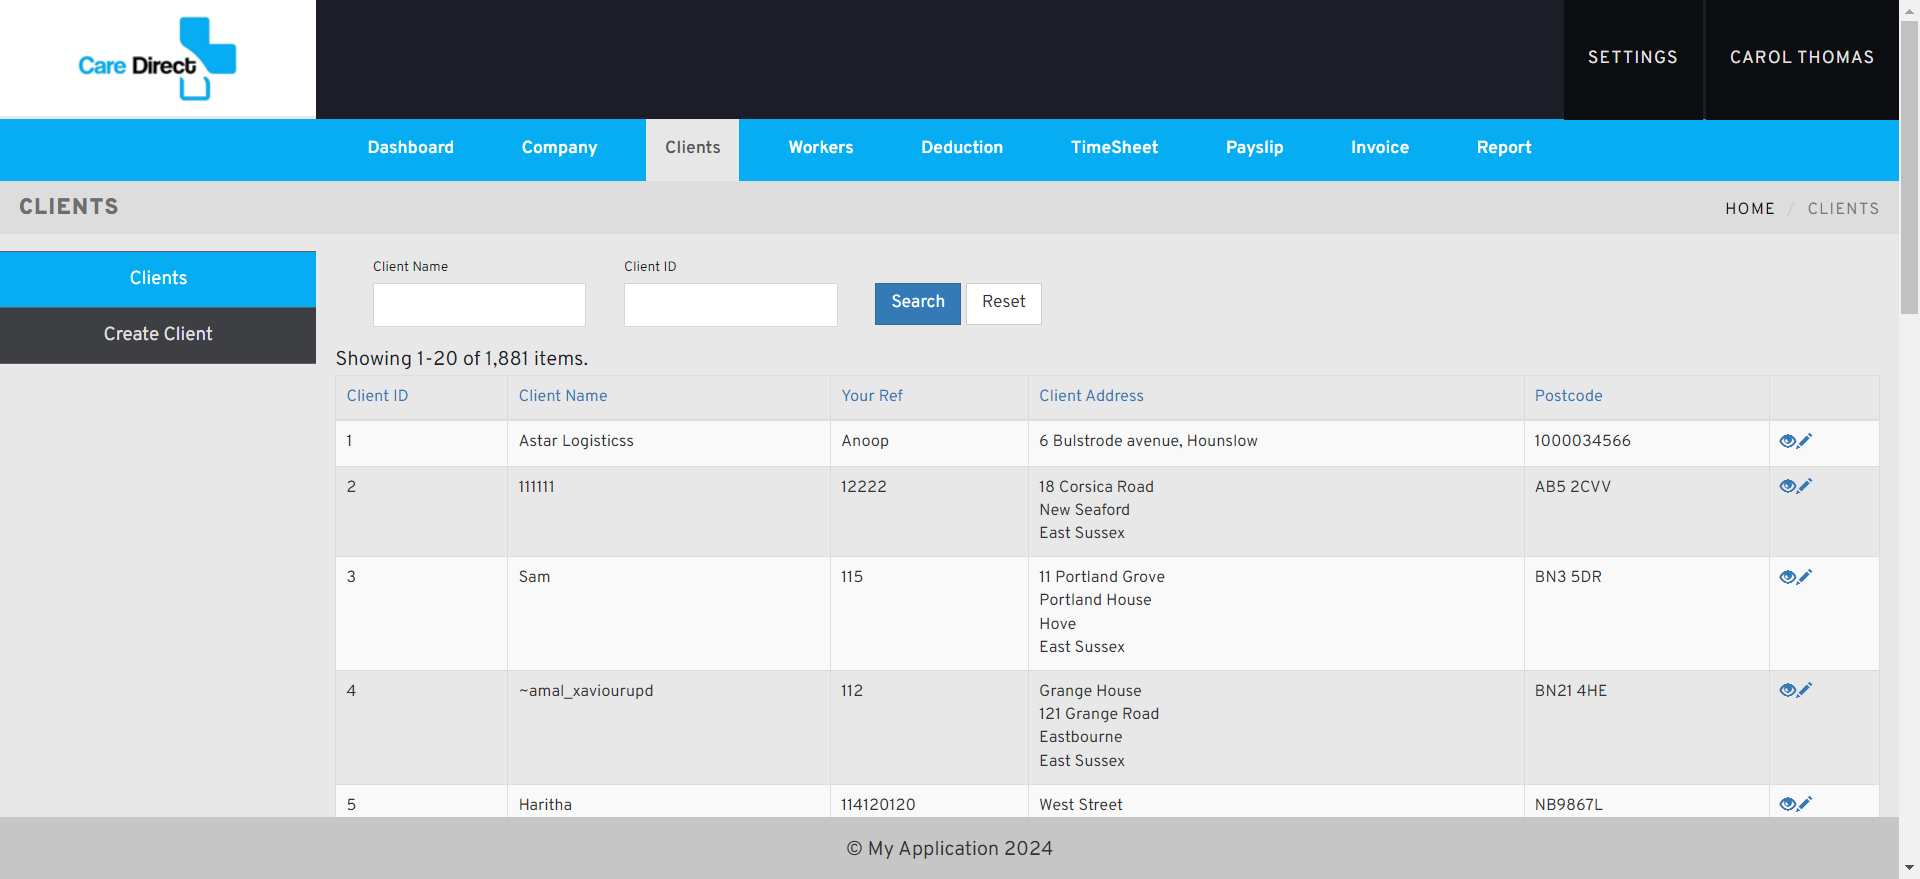 Care Direct
SETTINGS
CAROL THOMAS
Dashboard
Company
Clients
Workers
Deduction
TimeSheet
Payslip
Invoice
Report
CLIENTS
HOME / CLIENTS
Clients
Create Client
Client Name
Client ID
Search
Reset
Showing 1-20 of 1,881 items.
Client ID Client Name Your Ref Client Address Postcode
1 Astar Logisticss Anoop 6 Bulstrode avenue, Hounslow 1000034566
2 111111 12222 18 Corsica Road AB5 2CVV
New Seaford
East Sussex
3 Sam 115 11 Portland Grove BN3 5DR
Portland House
Hove
East Sussex
4 ~amal_xaviourupd 112 Grange House BN21 4HE
121 Grange Road
Eastbourne
East Sussex
5 Haritha 114120120 West Street NB9867L
© My Application 2024